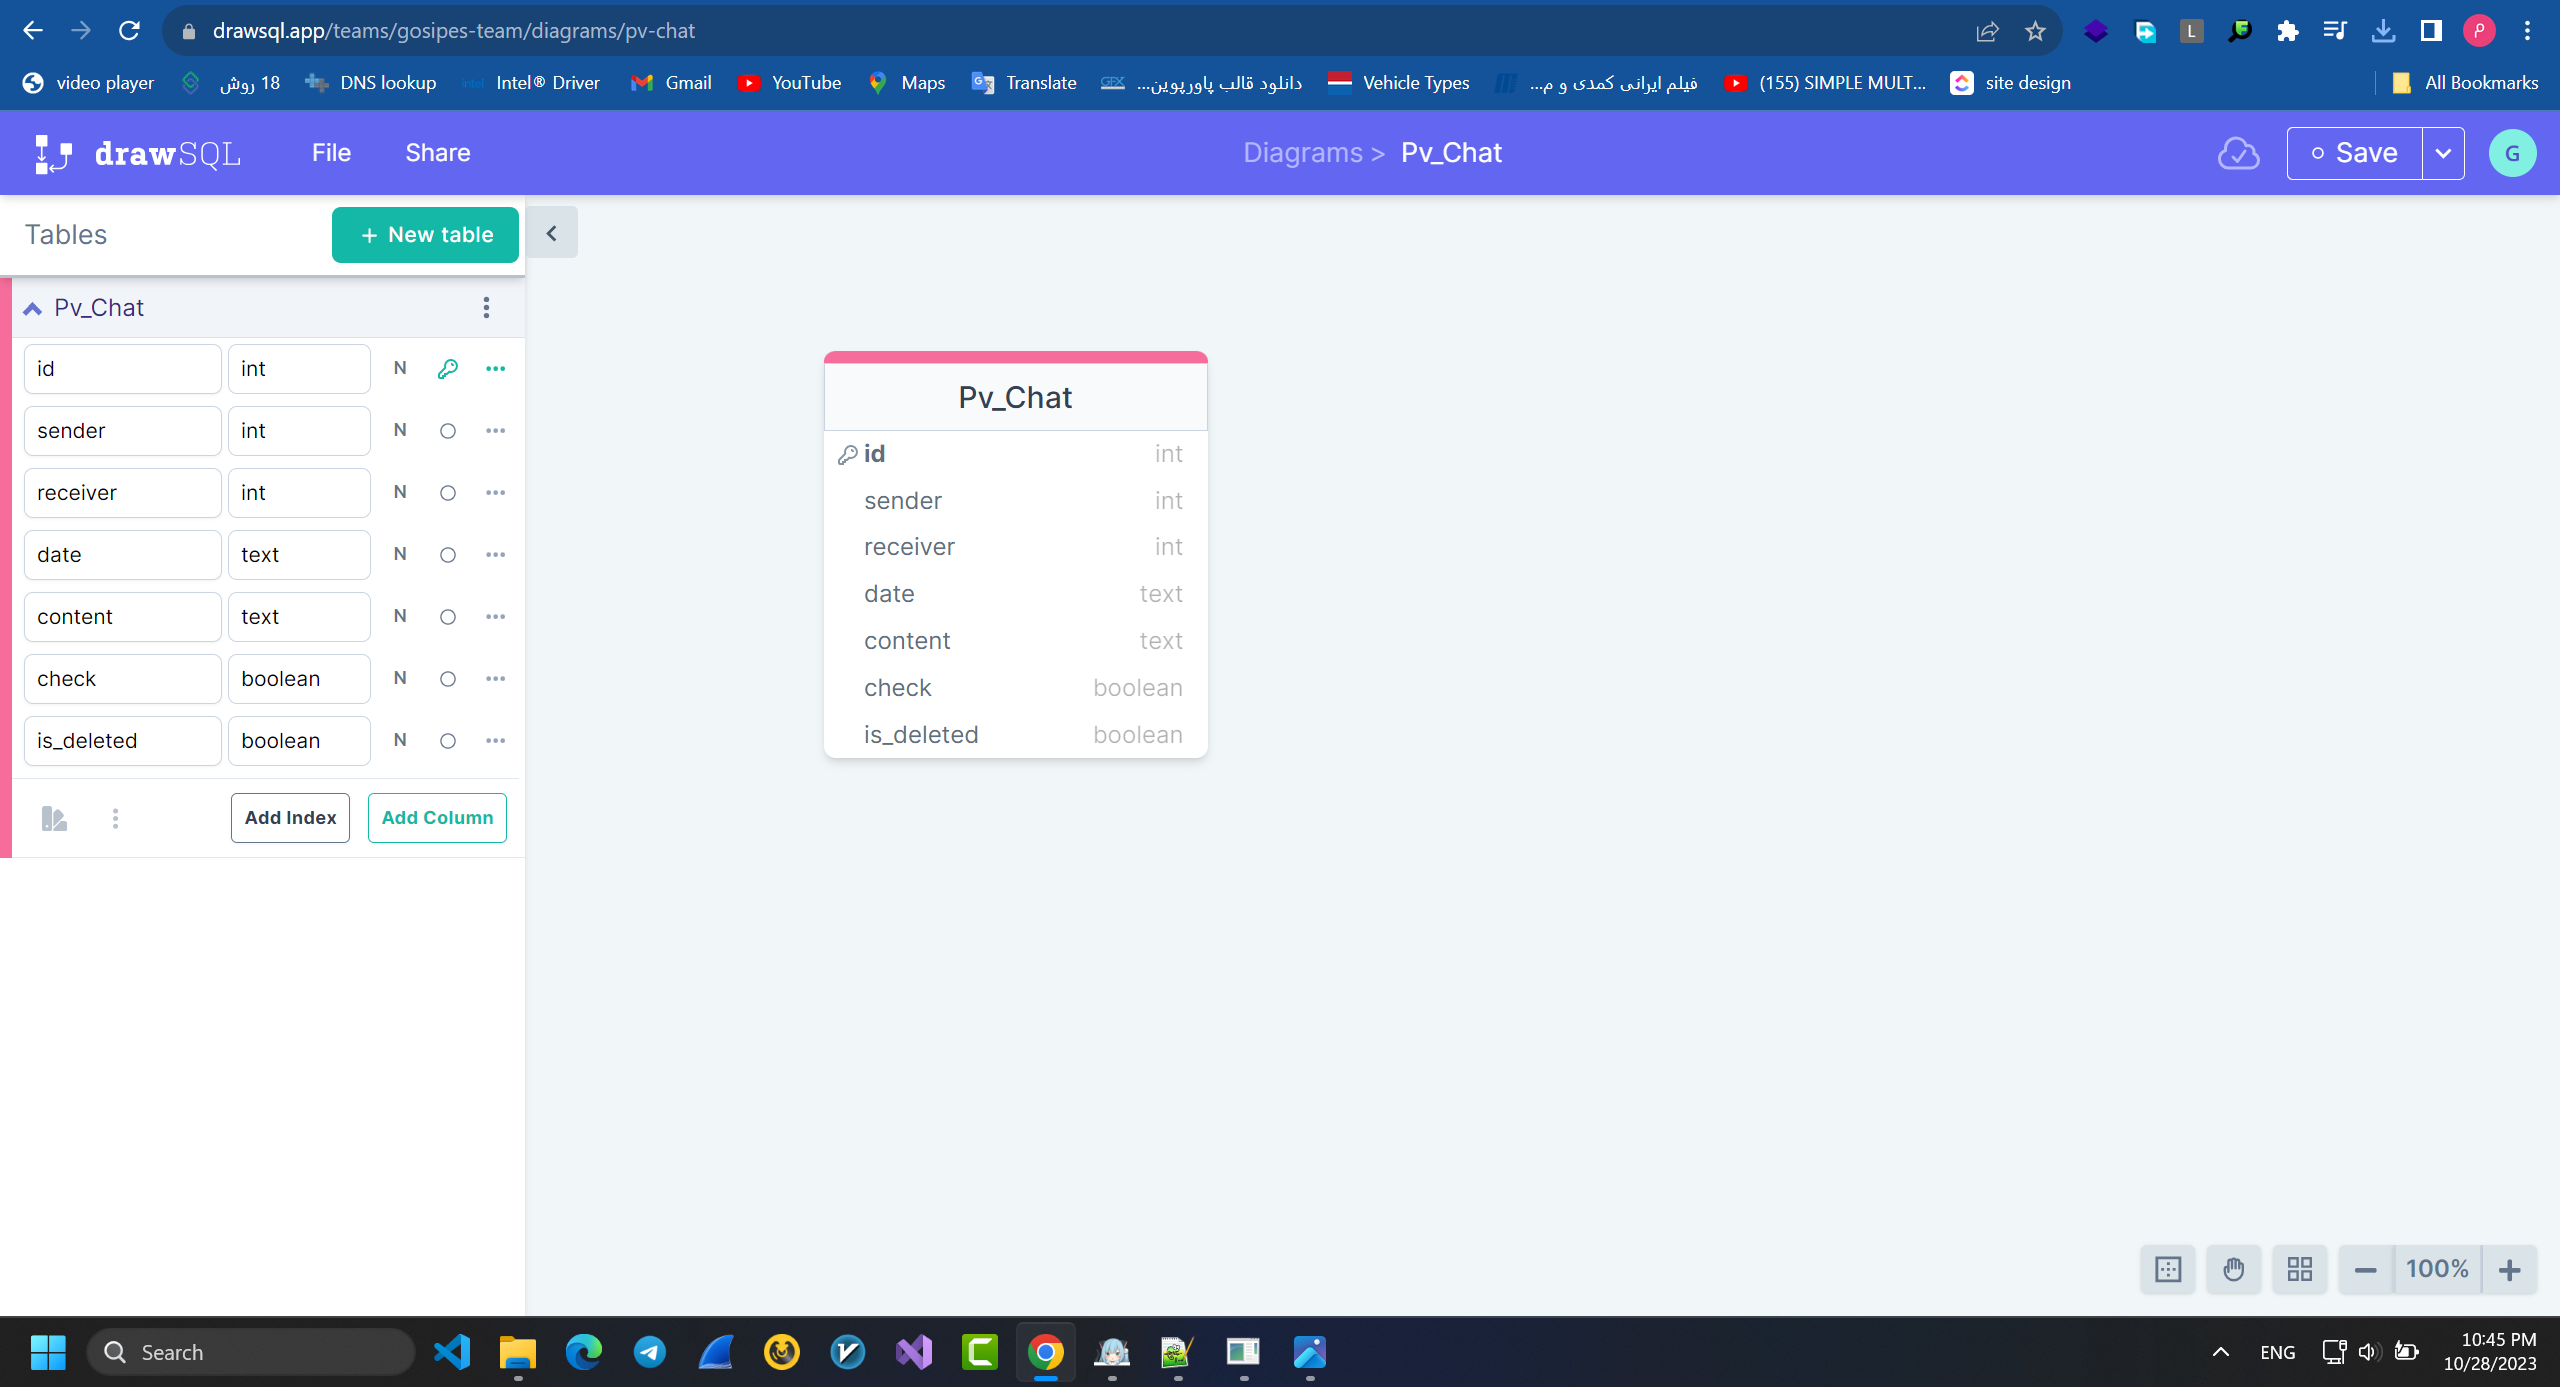 drawsql.app/teams/gosipes-team/diagrams/pv-chat
L
P
video player
18 روش
DNS lookup
intel
Intel® Driver
Gmail
YouTube
Maps
Translate
GFX
دانلود قالب پاورپوین...
Vehicle Types
فیلم ایرانی کمدی و م...
(155) SIMPLE MULT...
site design
All Bookmarks
drawSQL
File
Share
Diagrams > Pv_Chat
Save
G
Tables
+ New table
Pv_Chat
id int N
sender int N
receiver int N
date text N
content text N
check boolean N
is_deleted boolean N
Add Index
Add Column
Pv_Chat
id int
sender int
receiver int
date text
content text
check boolean
is_deleted boolean
100%
Search
ENG
10:45 PM
10/28/2023